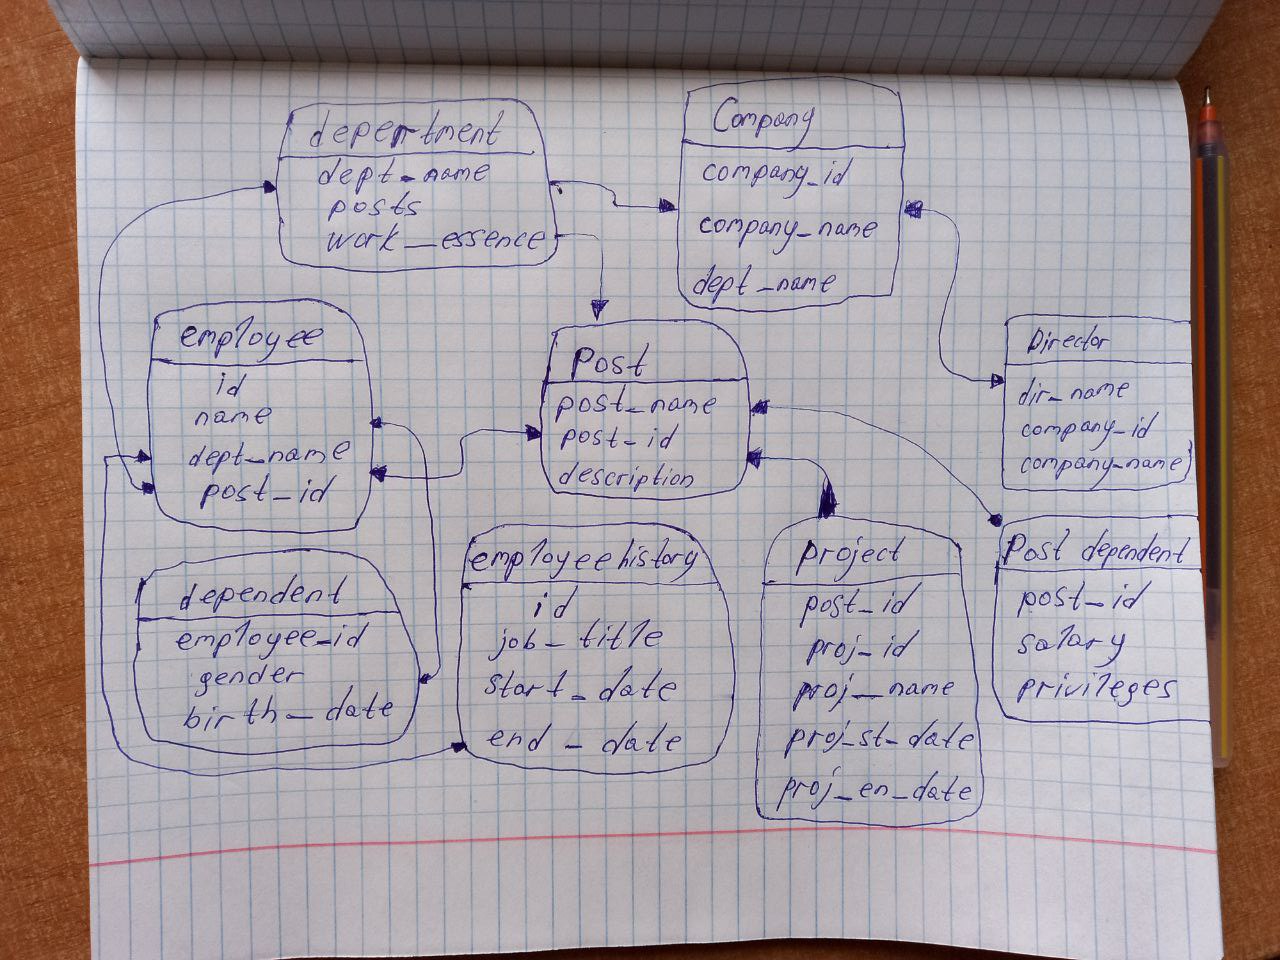 depertment
dept_name
posts
work_essence
Company
company_id
company_name
dept_name
employee
id
name
dept_name
post_id
Post
post_name
post_id
description
Director
dir_name
company_id
company_name
dependent
employee_id
gender
birth_date
employee history
id
job_title
start_date
end_date
project
post_id
proj_id
proj_name
proj_st_date
proj_en_date
Post dependent
post_id
salary
privileges